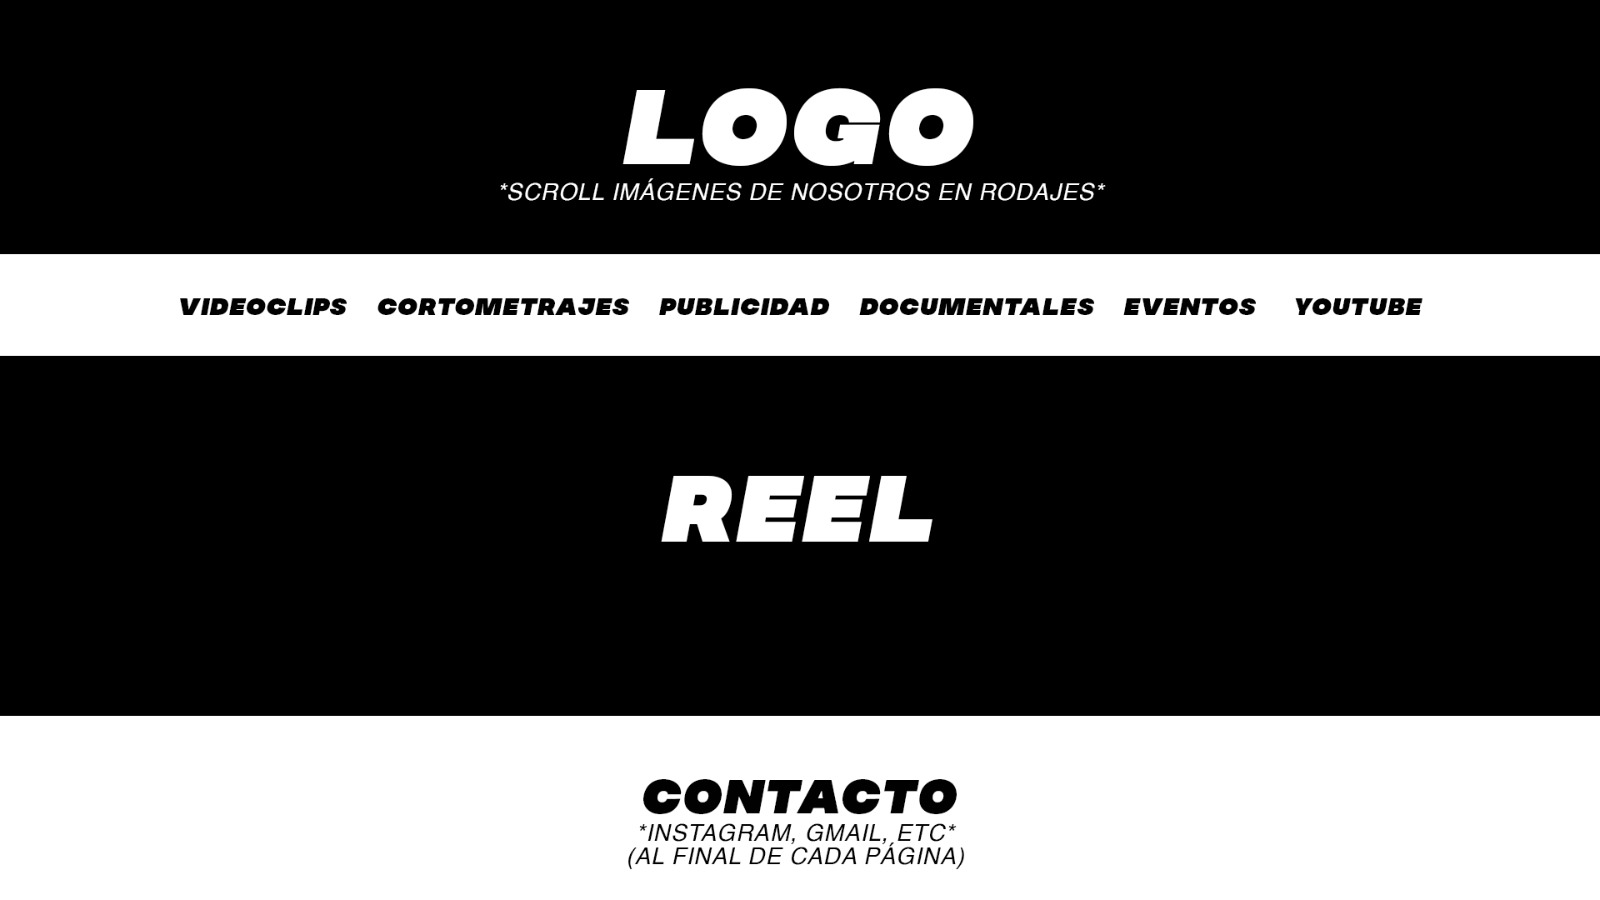 LOGO
*SCROLL IMÁGENES DE NOSOTROS EN RODAJES*
VIDEOCLIPS CORTOMETRAJES PUBLICIDAD DOCUMENTALES EVENTOS YOUTUBE
REEL
CONTACTO
*INSTAGRAM, GMAIL, ETC*
(AL FINAL DE CADA PÁGINA)